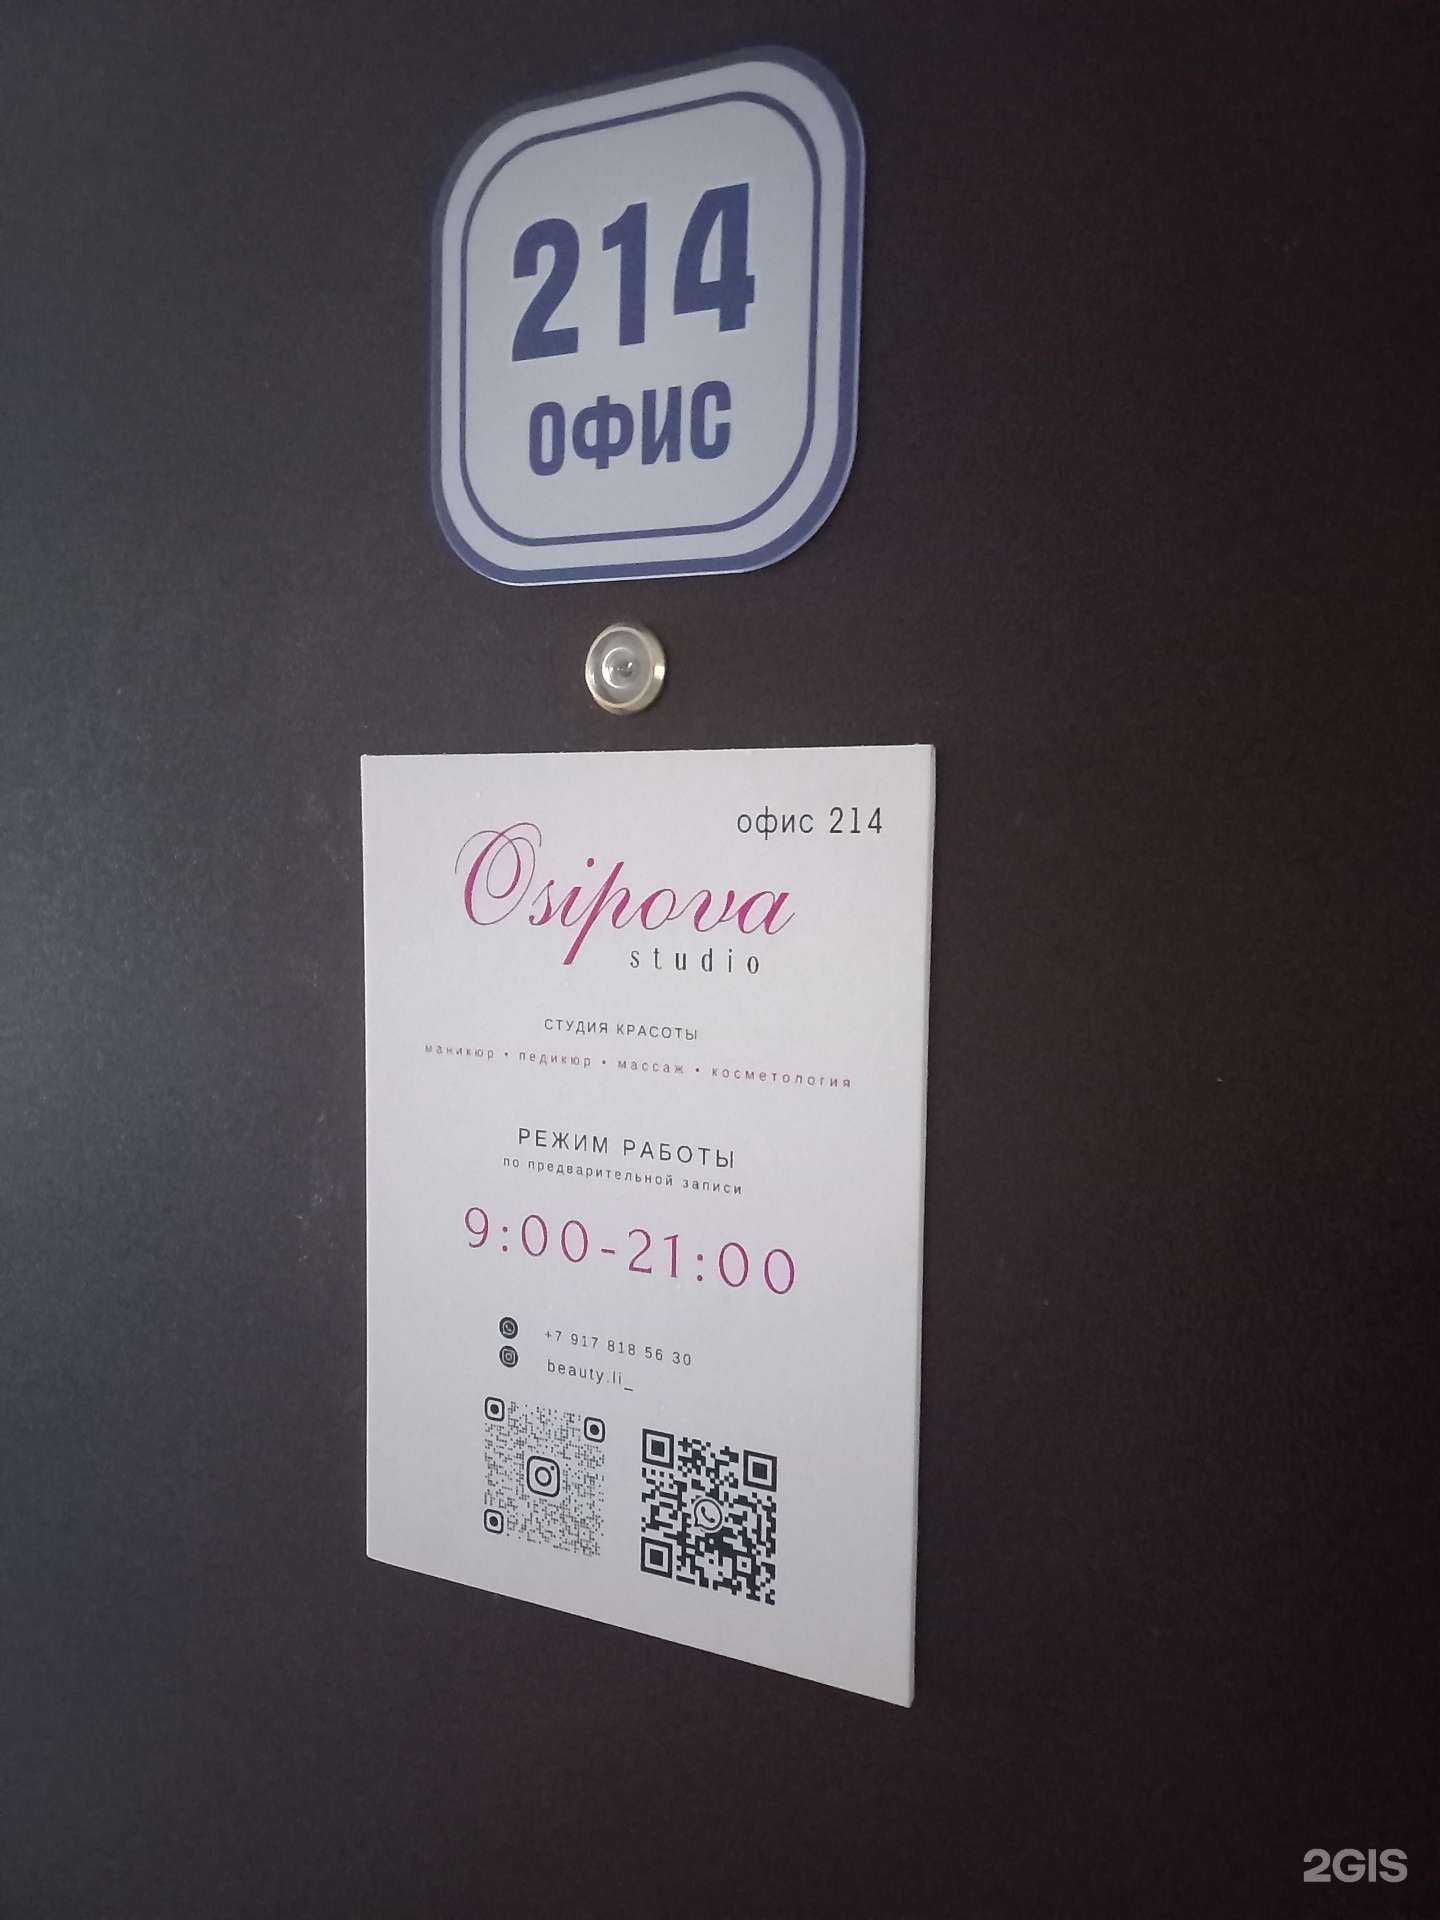 214
ОФИС
офис 214
Osipova
studio
СТУДИЯ КРАСОТЫ
маникюр • педикюр • массаж • косметология
РЕЖИМ РАБОТЫ
по предварительной записи
9:00-21:00
+7 917 818 56 30
beauty.li_
2GIS